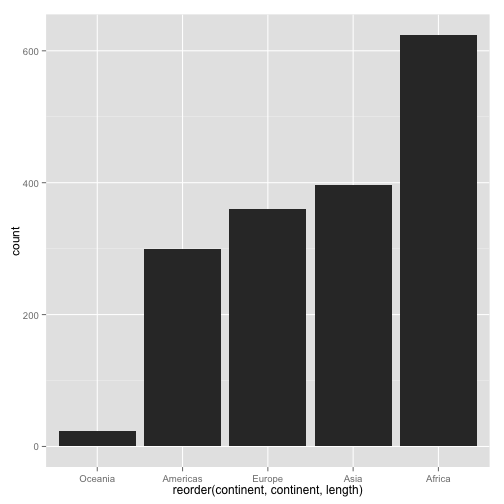 600
400
200
0
count
Oceania Americas Europe Asia Africa
reorder(continent, continent, length)